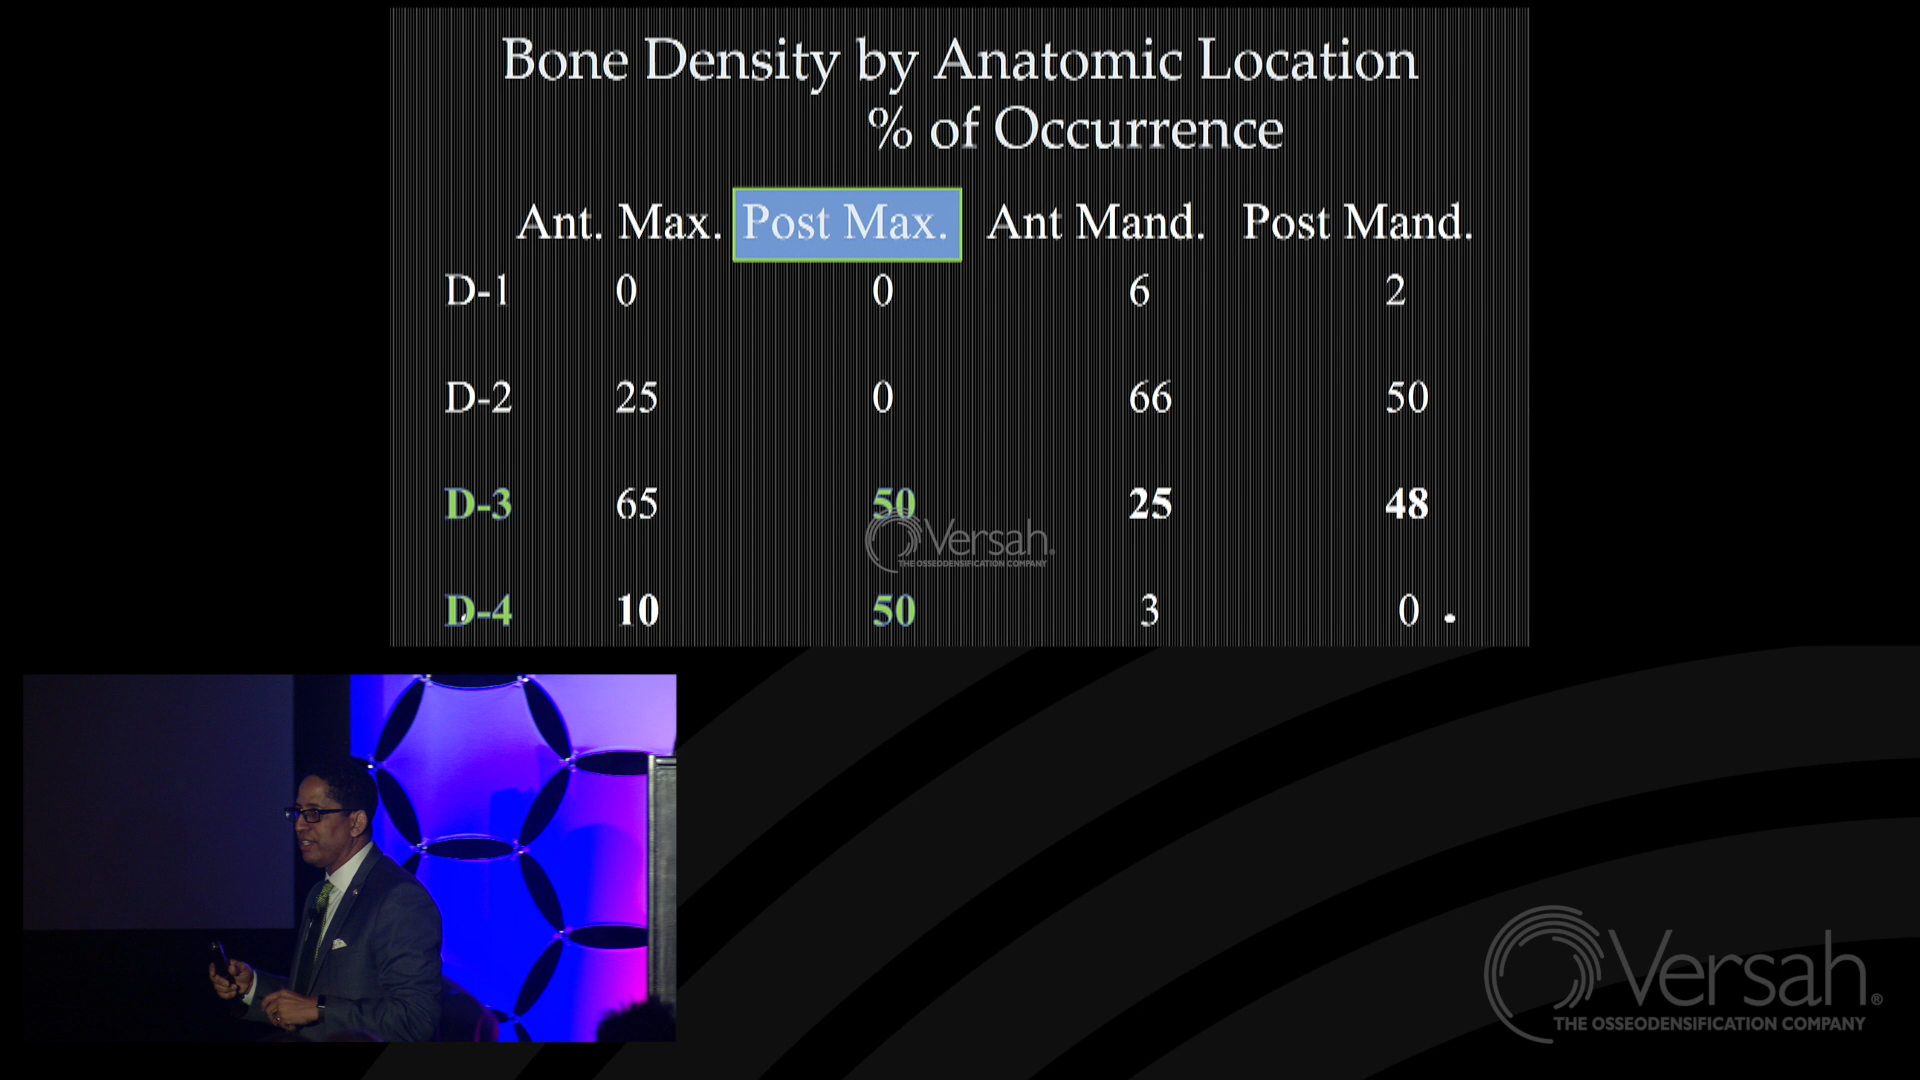 Bone Density by Anatomic Location
% of Occurrence
Ant. Max. Post Max. Ant Mand. Post Mand.
D-1 0 0 6 2
D-2 25 0 66 50
D-3 65 50 25 48
Versah®
THE OSSEODENSIFICATION COMPANY
D-4 10 50 3 0 .
Versah®
THE OSSEODENSIFICATION COMPANY